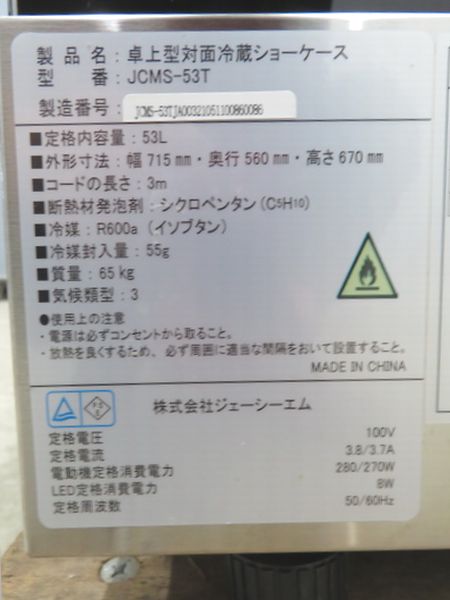 製品名：卓上型対面冷蔵ショーケース
型番：JCMS-53T
製造番号：JCMS-53TJA00321051100860086
■定格内容量：53L
■外形寸法：幅 715 mm・奥行 560 mm・高さ 670 mm
■コードの長さ：3m
■断熱材発泡剤：シクロペンタン（C5H10）
■冷媒：R600a（イソブタン）
■冷媒封入量：55g
■質量：65 kg
■気候類型：3
●使用上の注意
・電源は必ずコンセントから取ること。
・放熱を良くするため、必ず周囲に適当な間隔をおいて設置すること。
MADE IN CHINA
株式会社ジェーシーエム
定格電圧 100V
定格電流 3.8/3.7A
電動機定格消費電力 280/270W
LED定格消費電力 8W
定格周波数 50/60Hz